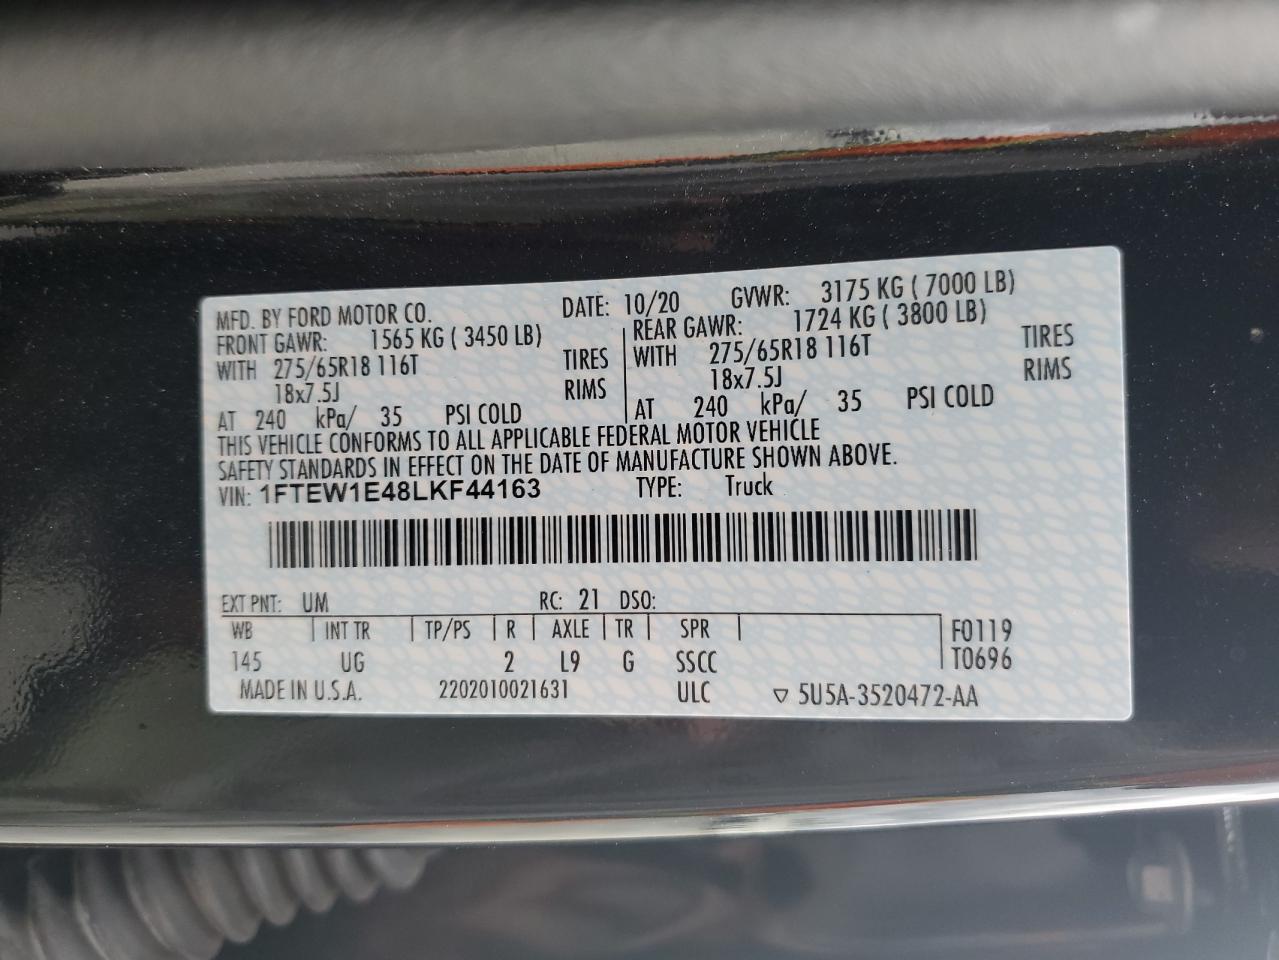 MFD. BY FORD MOTOR CO. DATE: 10/20 GVWR: 3175 KG ( 7000 LB)
FRONT GAWR: 1565 KG ( 3450 LB) REAR GAWR: 1724 KG ( 3800 LB)
WITH 275/65R18 116T TIRES WITH 275/65R18 116T TIRES
18x7.5J RIMS 18x7.5J RIMS
AT 240 kPa/ 35 PSI COLD AT 240 kPa/ 35 PSI COLD
THIS VEHICLE CONFORMS TO ALL APPLICABLE FEDERAL MOTOR VEHICLE
SAFETY STANDARDS IN EFFECT ON THE DATE OF MANUFACTURE SHOWN ABOVE.
VIN: 1FTEW1E48LKF44163 TYPE: Truck
EXT PNT: UM RC: 21 DSO:
WB INT TR TP/PS R AXLE TR SPR F0119
145 UG 2 L9 G SSCC T0696
MADE IN U.S.A. 2202010021631 ULC ▽ 5U5A-3520472-AA